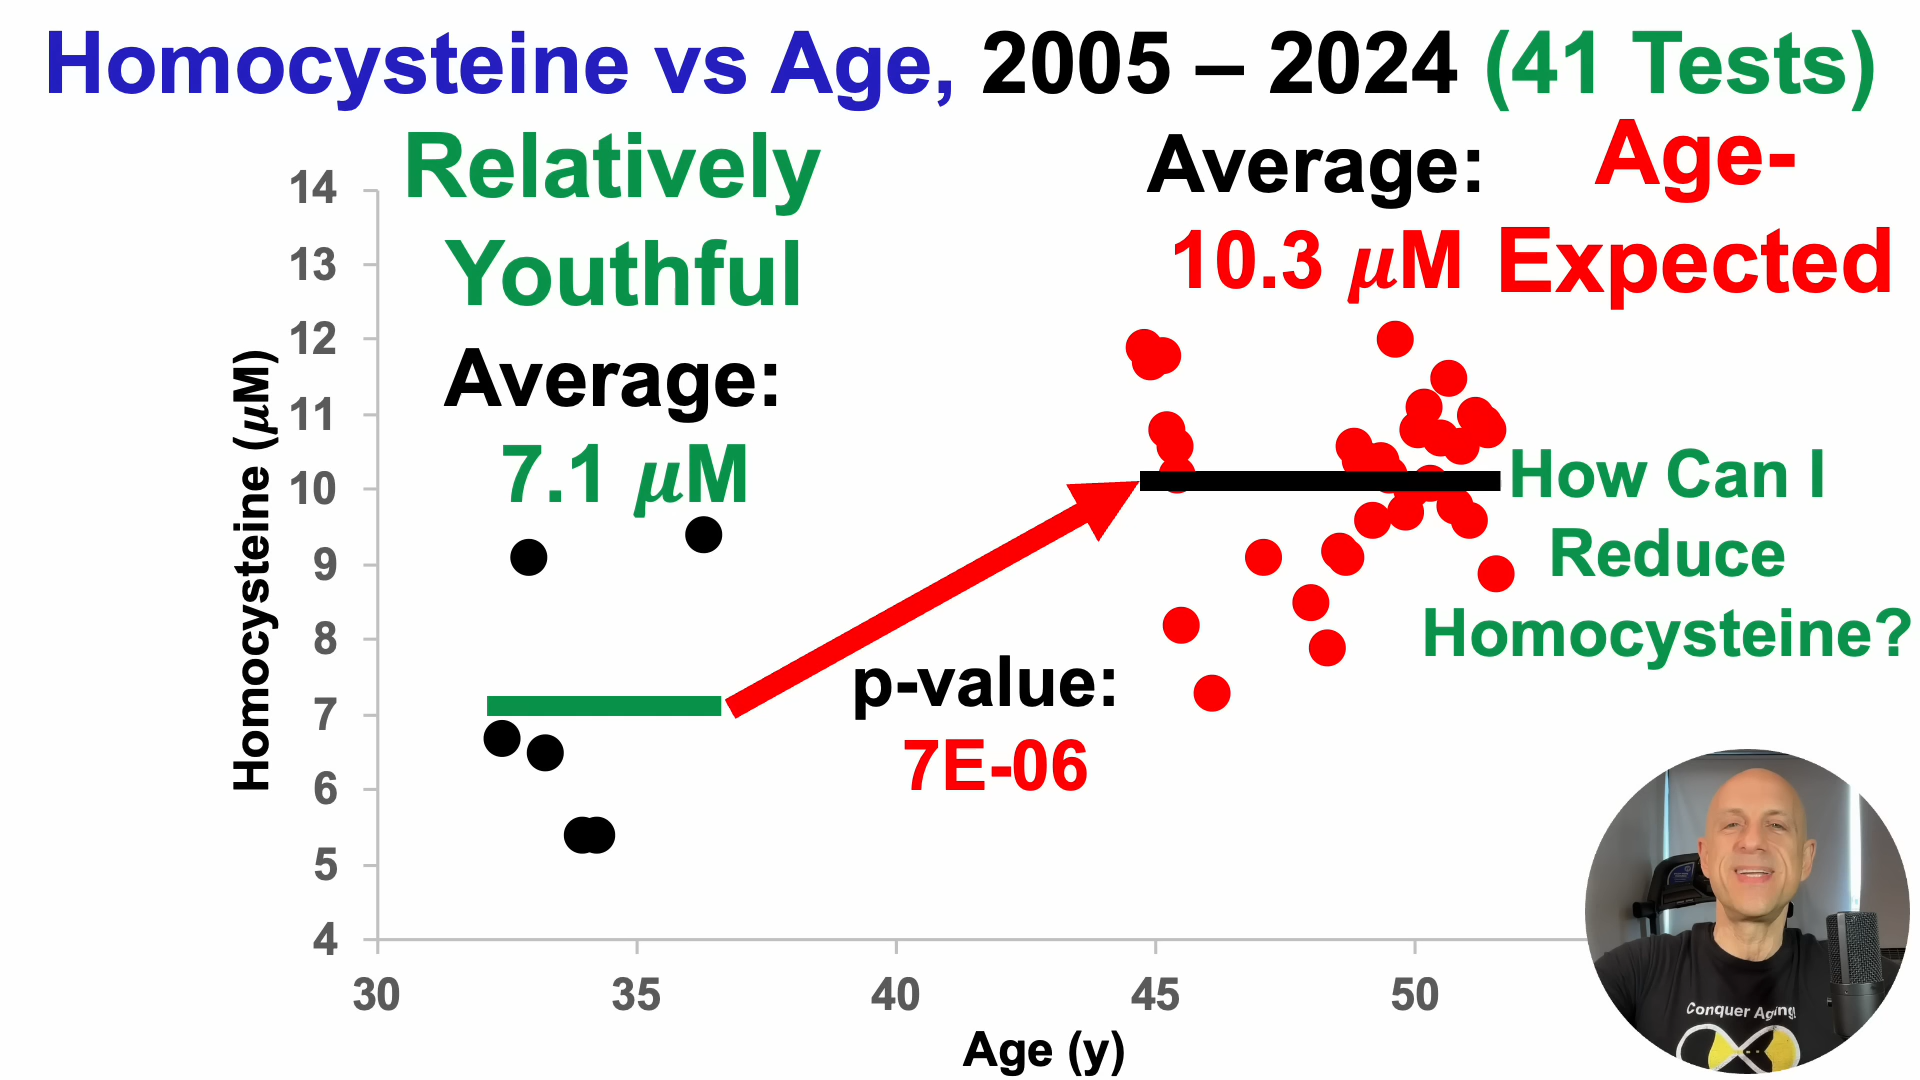 Homocysteine vs Age, 2005 – 2024 (41 Tests)
Relatively
Youthful
Average:
7.1 μM
Average:
10.3 μM
Age-
Expected
How Can I
Reduce
Homocysteine?
p-value:
7E-06
Homocysteine (μM)
14
13
12
11
10
9
8
7
6
5
4
30 35 40 45 50
Age (y)
Conquer Aging!